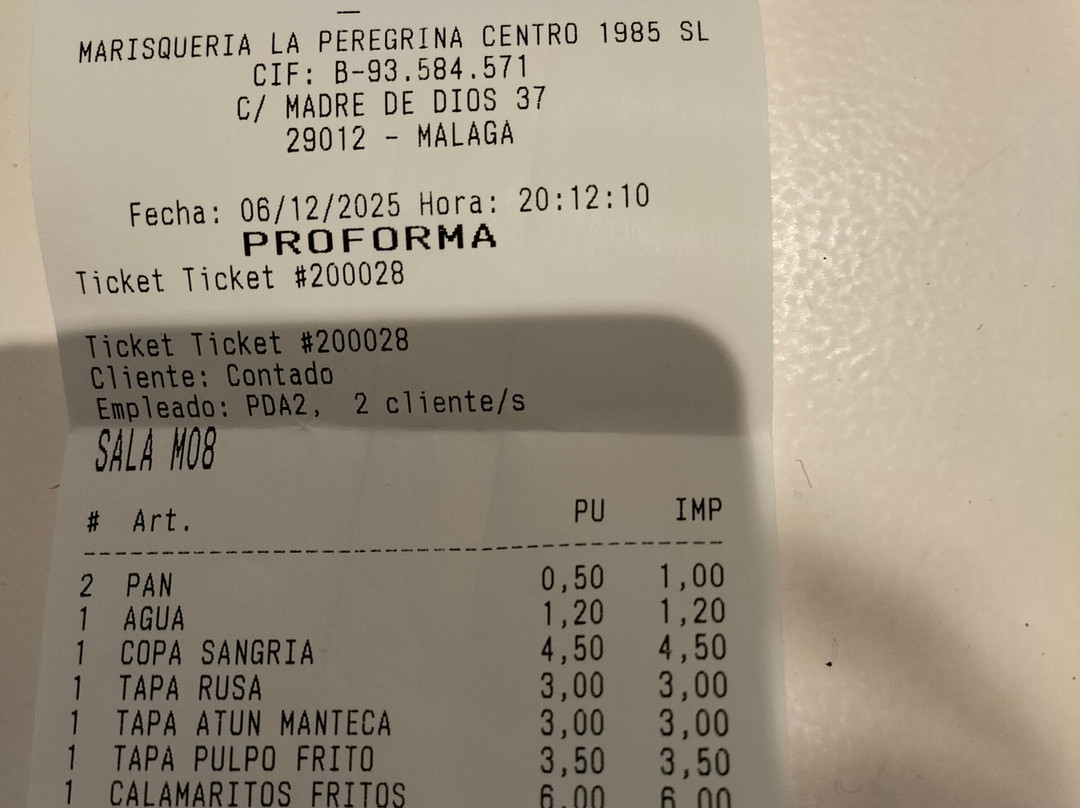 MARISQUERIA LA PEREGRINA CENTRO 1985 SL
CIF: B-93.584.571
C/ MADRE DE DIOS 37
29012 - MALAGA
Fecha: 06/12/2025 Hora: 20:12:10
PROFORMA
Ticket Ticket #200028
Ticket Ticket #200028
Cliente: Contado
Empleado: PDA2, 2 cliente/s
SALA M08
# Art. PU IMP
2 PAN 0,50 1,00
1 AGUA 1,20 1,20
1 COPA SANGRIA 4,50 4,50
1 TAPA RUSA 3,00 3,00
1 TAPA ATUN MANTECA 3,00 3,00
1 TAPA PULPO FRITO 3,50 3,50
1 CALAMARITOS FRITOS 6,00 6,00